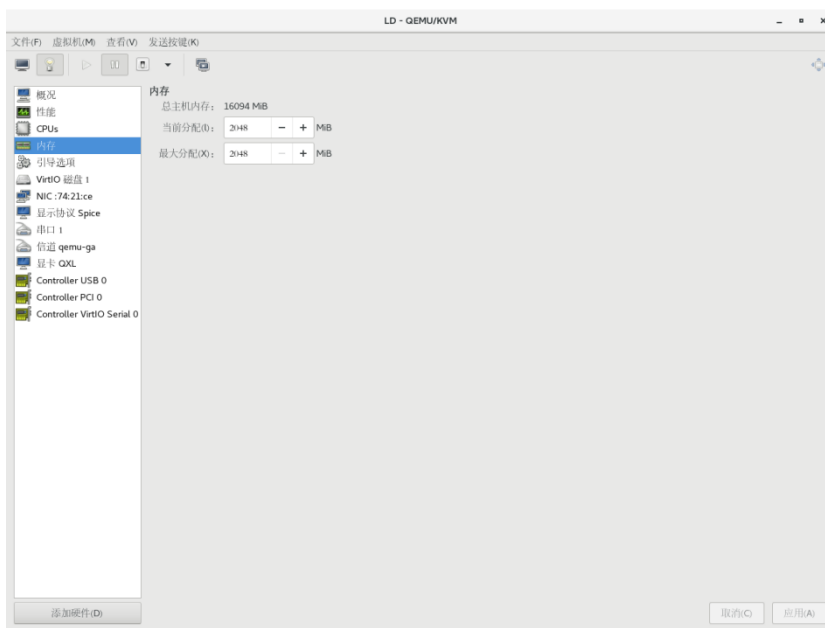 LD - QEMU/KVM
文件(F) 虚拟机(M) 查看(V) 发送按键(K)
概况
性能
CPUs
内存
引导选项
VirtIO 磁盘 1
NIC :74:21:ce
显示协议 Spice
串口 1
信道 qemu-ga
显卡 QXL
Controller USB 0
Controller PCI 0
Controller VirtIO Serial 0
添加硬件(D)
内存
总主机内存: 16094 MiB
当前分配(I): 2048 − + MiB
最大分配(X): 2048 − + MiB
取消(C) 应用(A)